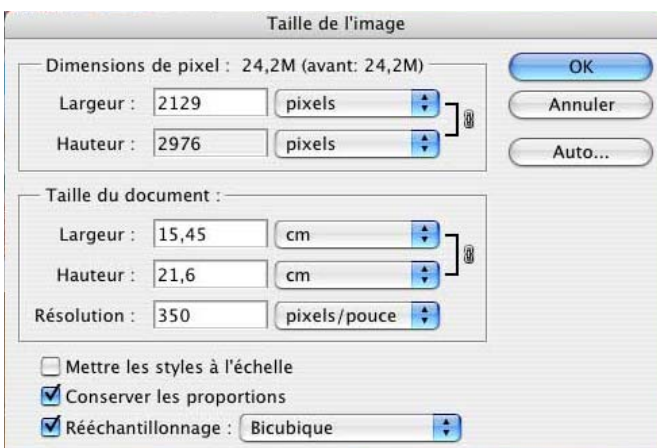 Taille de l'image
Dimensions de pixel : 24,2M (avant: 24,2M)
Largeur : 2129 pixels
Hauteur : 2976 pixels
OK
Annuler
Auto...
Taille du document :
Largeur : 15,45 cm
Hauteur : 21,6 cm
Résolution : 350 pixels/pouce
Mettre les styles à l'échelle
Conserver les proportions
Rééchantillonnage : Bicubique